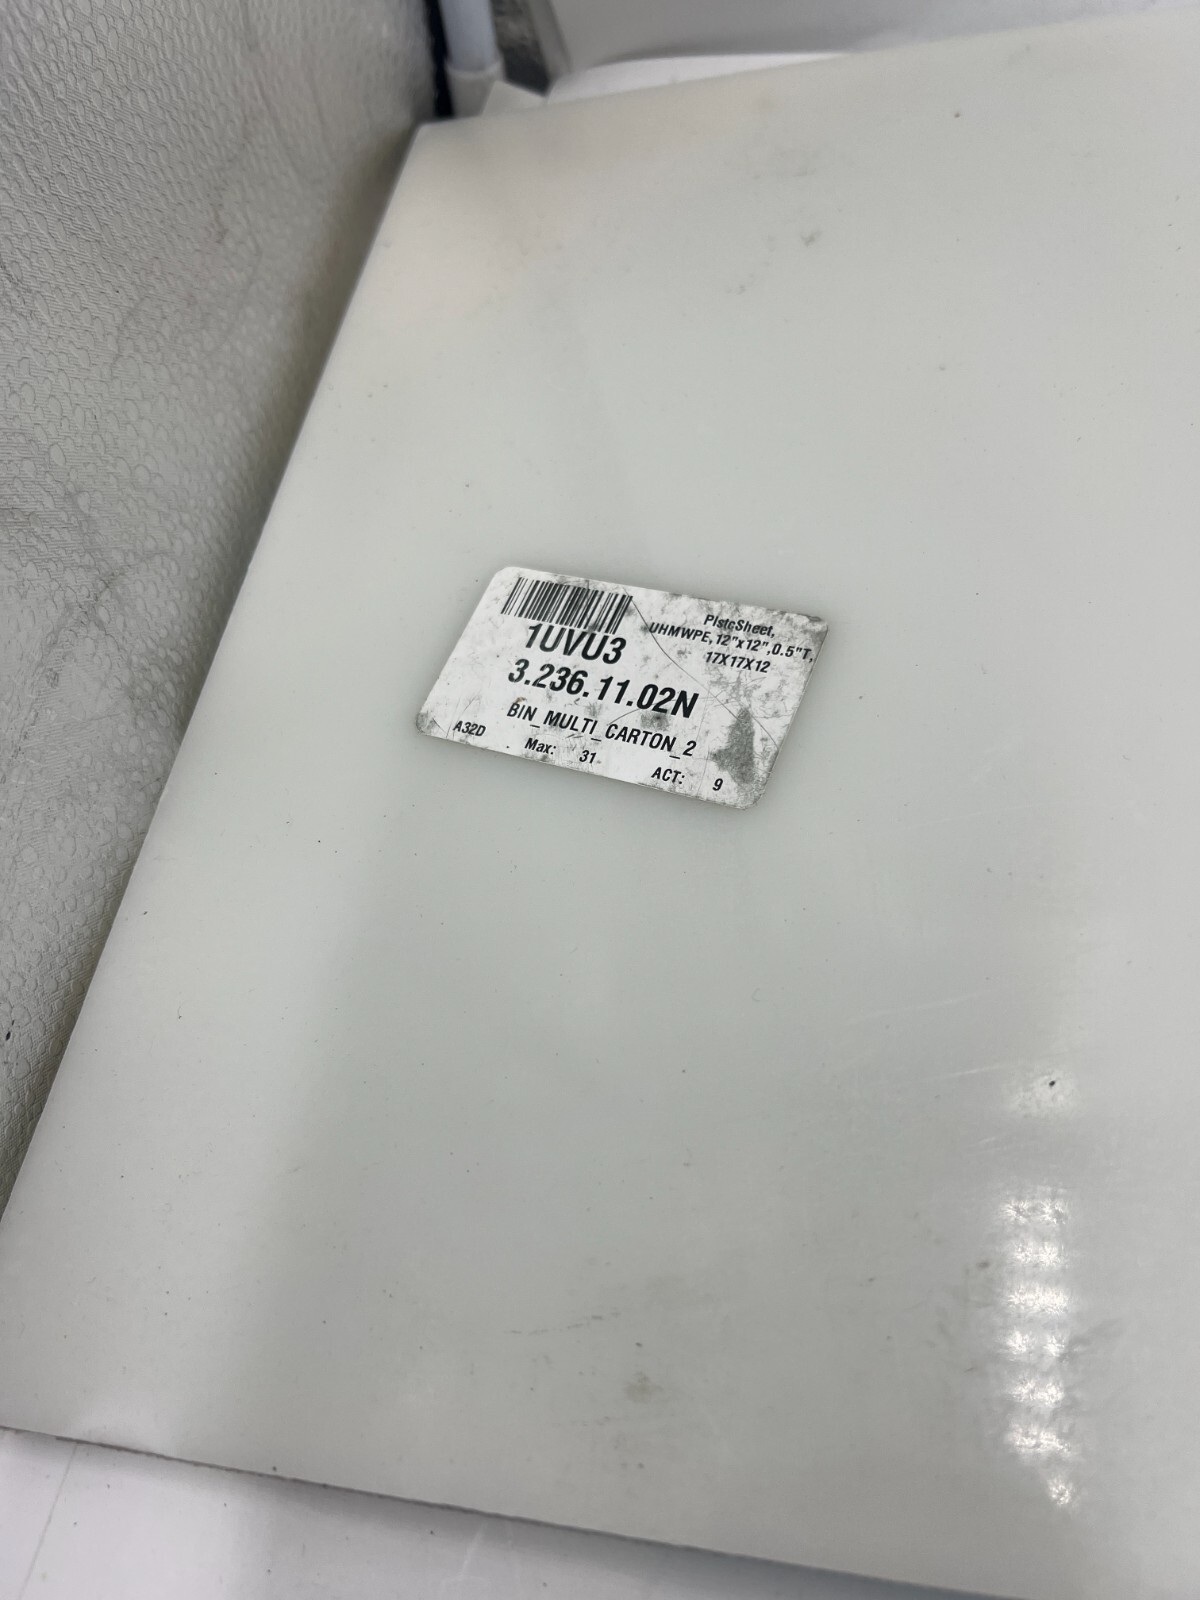 1UVU3
PlstcSheet,
UHMWPE,12"x12",0.5"T,
17X17X12
3.236.11.02N
BIN_MULTI_CARTON_2
A32D Max: 31 ACT: 9